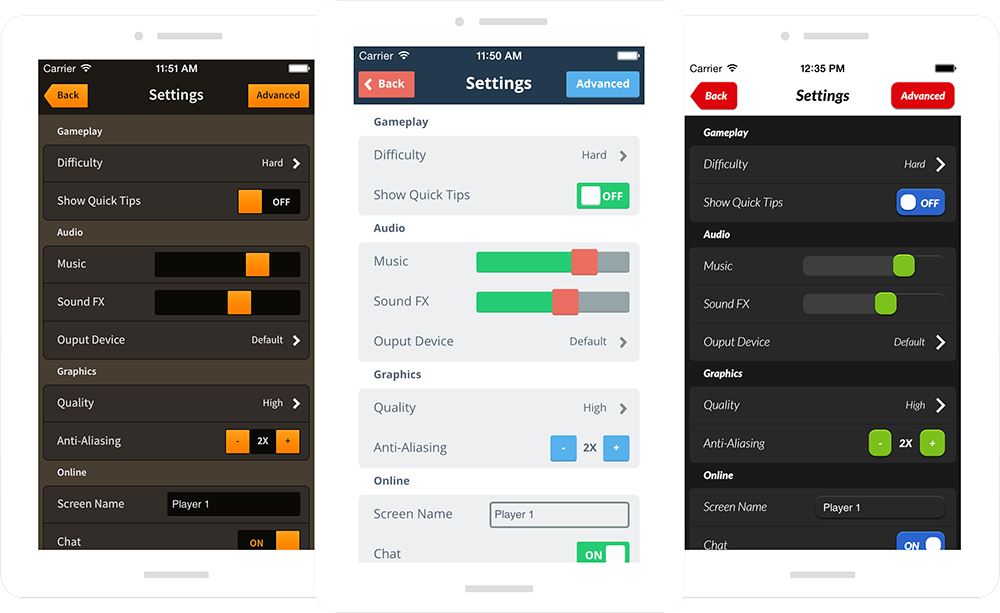 Carrier 11:51 AM
Back Settings Advanced
Gameplay
Difficulty Hard
Show Quick Tips OFF
Audio
Music
Sound FX
Ouput Device Default
Graphics
Quality High
Anti-Aliasing - 2X +
Online
Screen Name Player 1
Chat ON
Carrier 11:50 AM
Back Settings Advanced
Gameplay
Difficulty Hard
Show Quick Tips OFF
Audio
Music
Sound FX
Ouput Device Default
Graphics
Quality High
Anti-Aliasing - 2X +
Online
Screen Name Player 1
Chat ON
Carrier 12:35 PM
Back Settings Advanced
Gameplay
Difficulty Hard
Show Quick Tips OFF
Audio
Music
Sound FX
Ouput Device Default
Graphics
Quality High
Anti-Aliasing - 2X +
Online
Screen Name Player 1
Chat ON